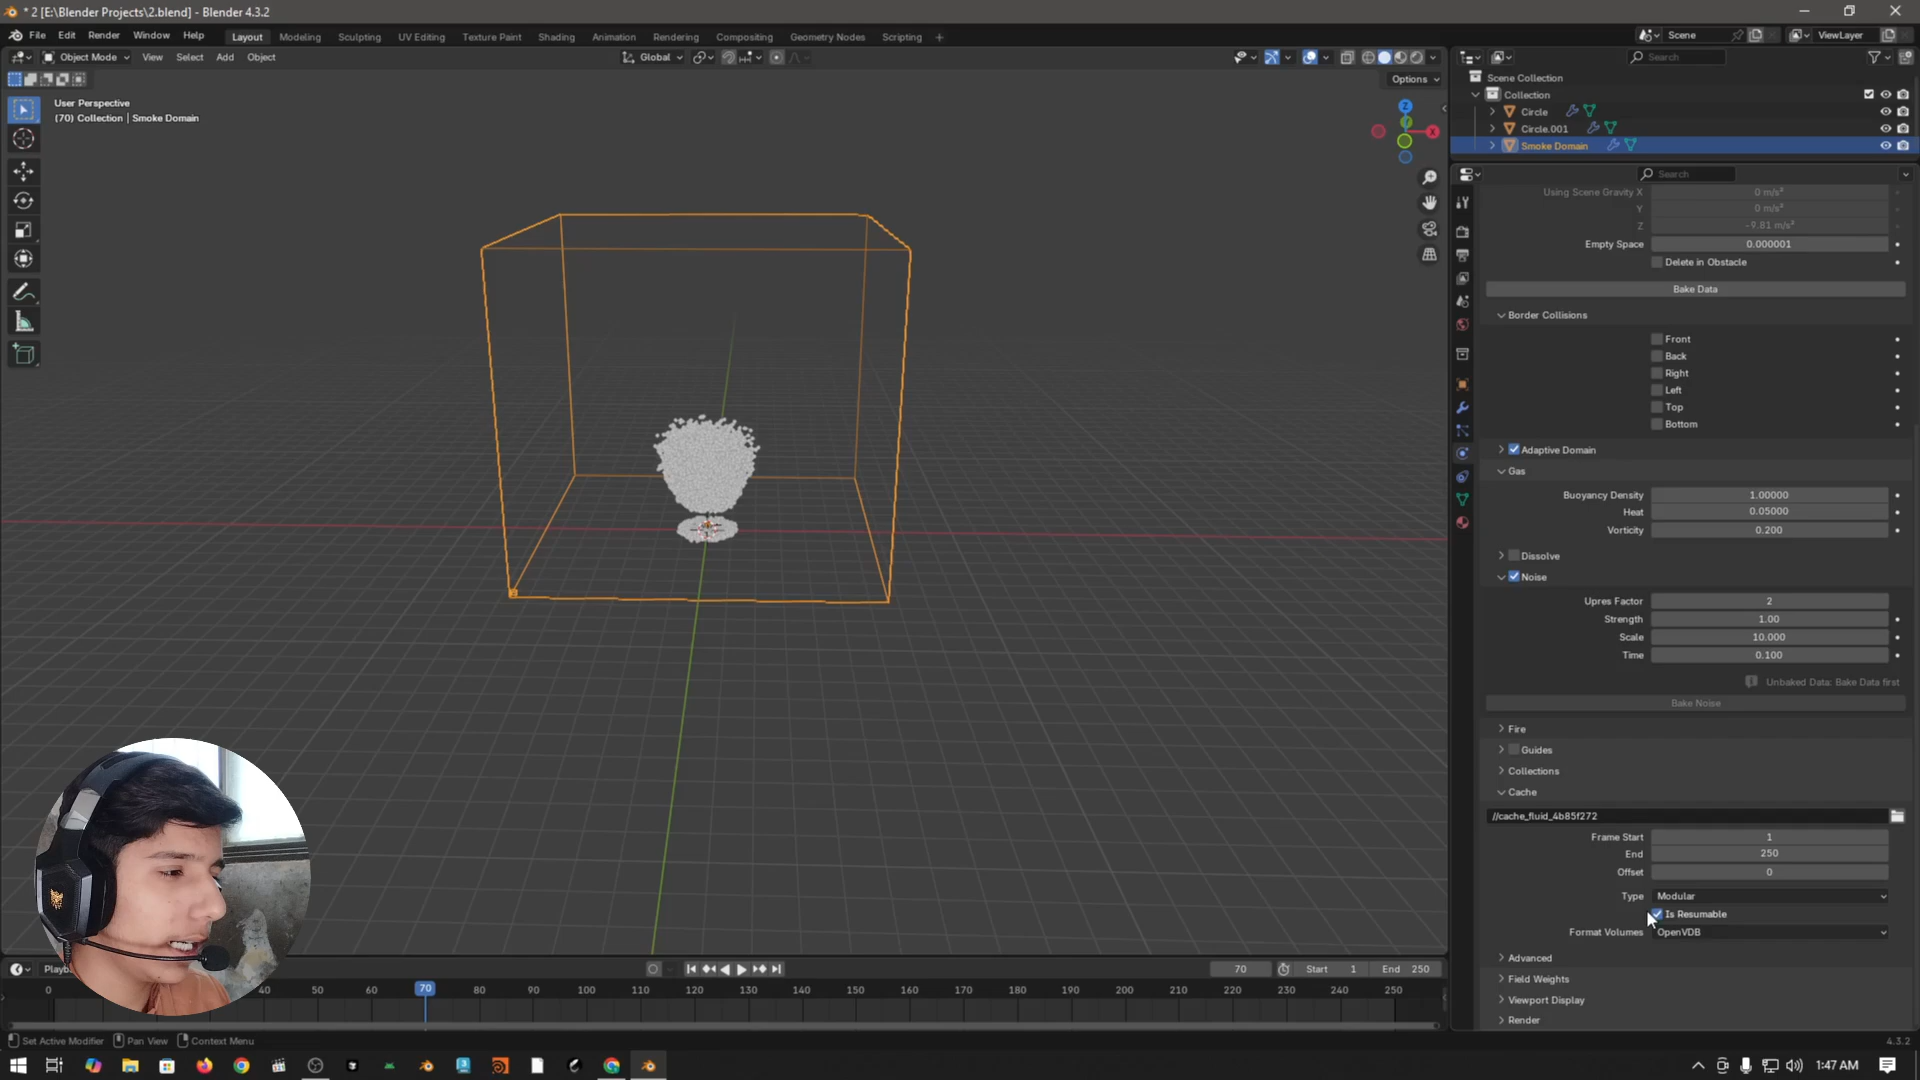 * 2 [E:\Blender Projects\2.blend] - Blender 4.3.2
File Edit Render Window Help Layout Modeling Sculpting UV Editing Texture Paint Shading Animation Rendering Compositing Geometry Nodes Scripting + Scene ViewLayer
Object Mode View Select Add Object Global Search
Options
User Perspective
(70) Collection | Smoke Domain
Z
X
Scene Collection
Collection
Circle
Circle.001
Smoke Domain
Search
Using Scene Gravity X 0 m/s²
Y 0 m/s²
Z -9.81 m/s²
Empty Space 0.000001
Delete in Obstacle
Bake Data
Border Collisions
Front
Back
Right
Left
Top
Bottom
Adaptive Domain
Gas
Buoyancy Density 1.00000
Heat 0.05000
Vorticity 0.200
Dissolve
Noise
Upres Factor 2
Strength 1.00
Scale 10.000
Time 0.100
Unbaked Data: Bake Data first
Bake Noise
Fire
Guides
Collections
Cache
//cache_fluid_4b85f272
Frame Start 1
End 250
Offset 0
Type Modular
Is Resumable
Format Volumes OpenVDB
Advanced
Field Weights
Viewport Display
Render
70 Start 1 End 250
0 40 50 60 70 80 90 100 110 120 130 140 150 160 170 180 190 200 210 220 230 240 250
Set Active Modifier Pan View Context Menu 4.3.2
1:47 AM